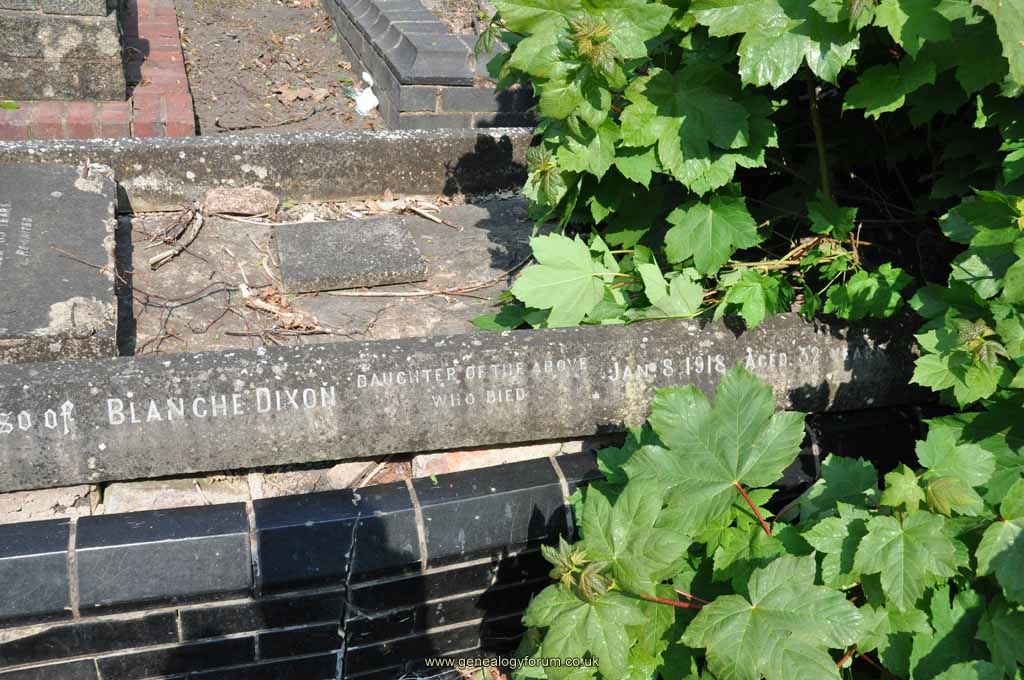 so of BLANCHE DIXON DAUGHTER OF THE ABOVE JAN. 8. 1918. AGED. 32 YEARS
WHO DIED
www.genealogyforum.co.uk